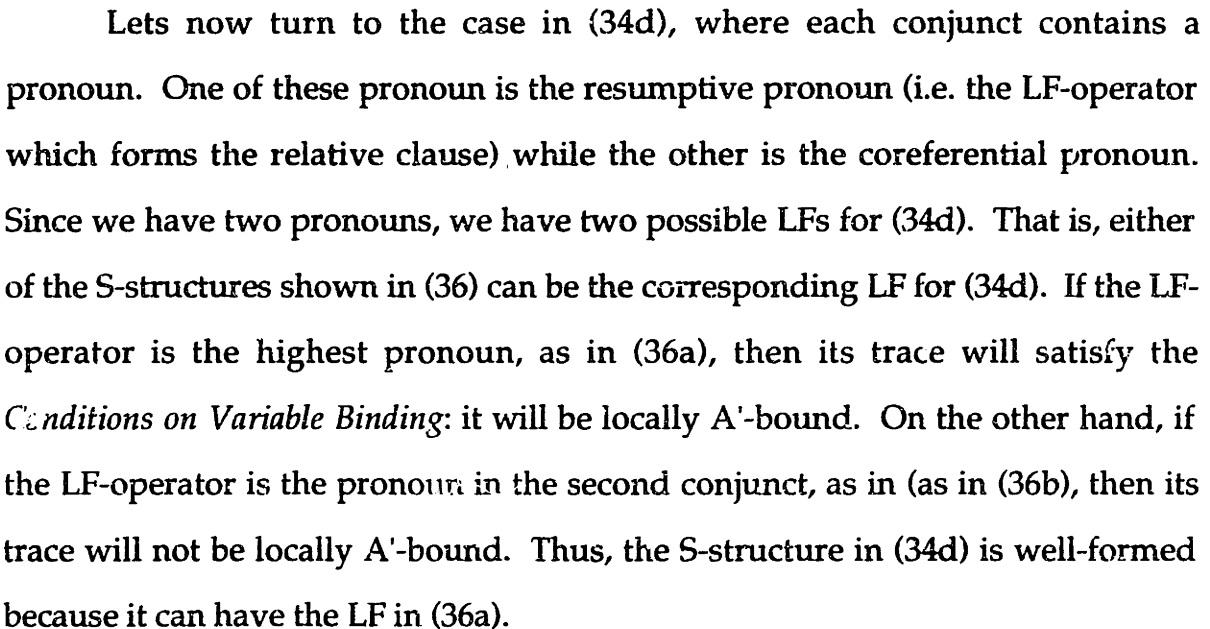 Lets now turn to the case in (34d), where each conjunct contains a
pronoun. One of these pronoun is the resumptive pronoun (i.e. the LF-operator
which forms the relative clause) while the other is the coreferential pronoun.
Since we have two pronouns, we have two possible LFs for (34d). That is, either
of the S-structures shown in (36) can be the corresponding LF for (34d). If the LF-
operator is the highest pronoun, as in (36a), then its trace will satisfy the
Conditions on Variable Binding: it will be locally A'-bound. On the other hand, if
the LF-operator is the pronoun in the second conjunct, as in (as in (36b), then its
trace will not be locally A'-bound. Thus, the S-structure in (34d) is well-formed
because it can have the LF in (36a).